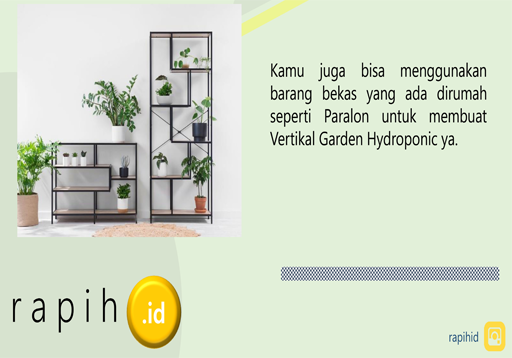 Kamu juga bisa menggunakan
barang bekas yang ada dirumah
seperti Paralon untuk membuat
Vertikal Garden Hydroponic ya.
rapih.id
rapihid